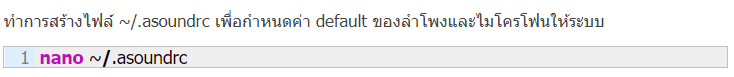 ทำการสร้างไฟล์ ~/.asoundrc เพื่อกำหนดค่า default ของลำโพงและไมโครโฟนให้ระบบ
1 nano ~/.asoundrc